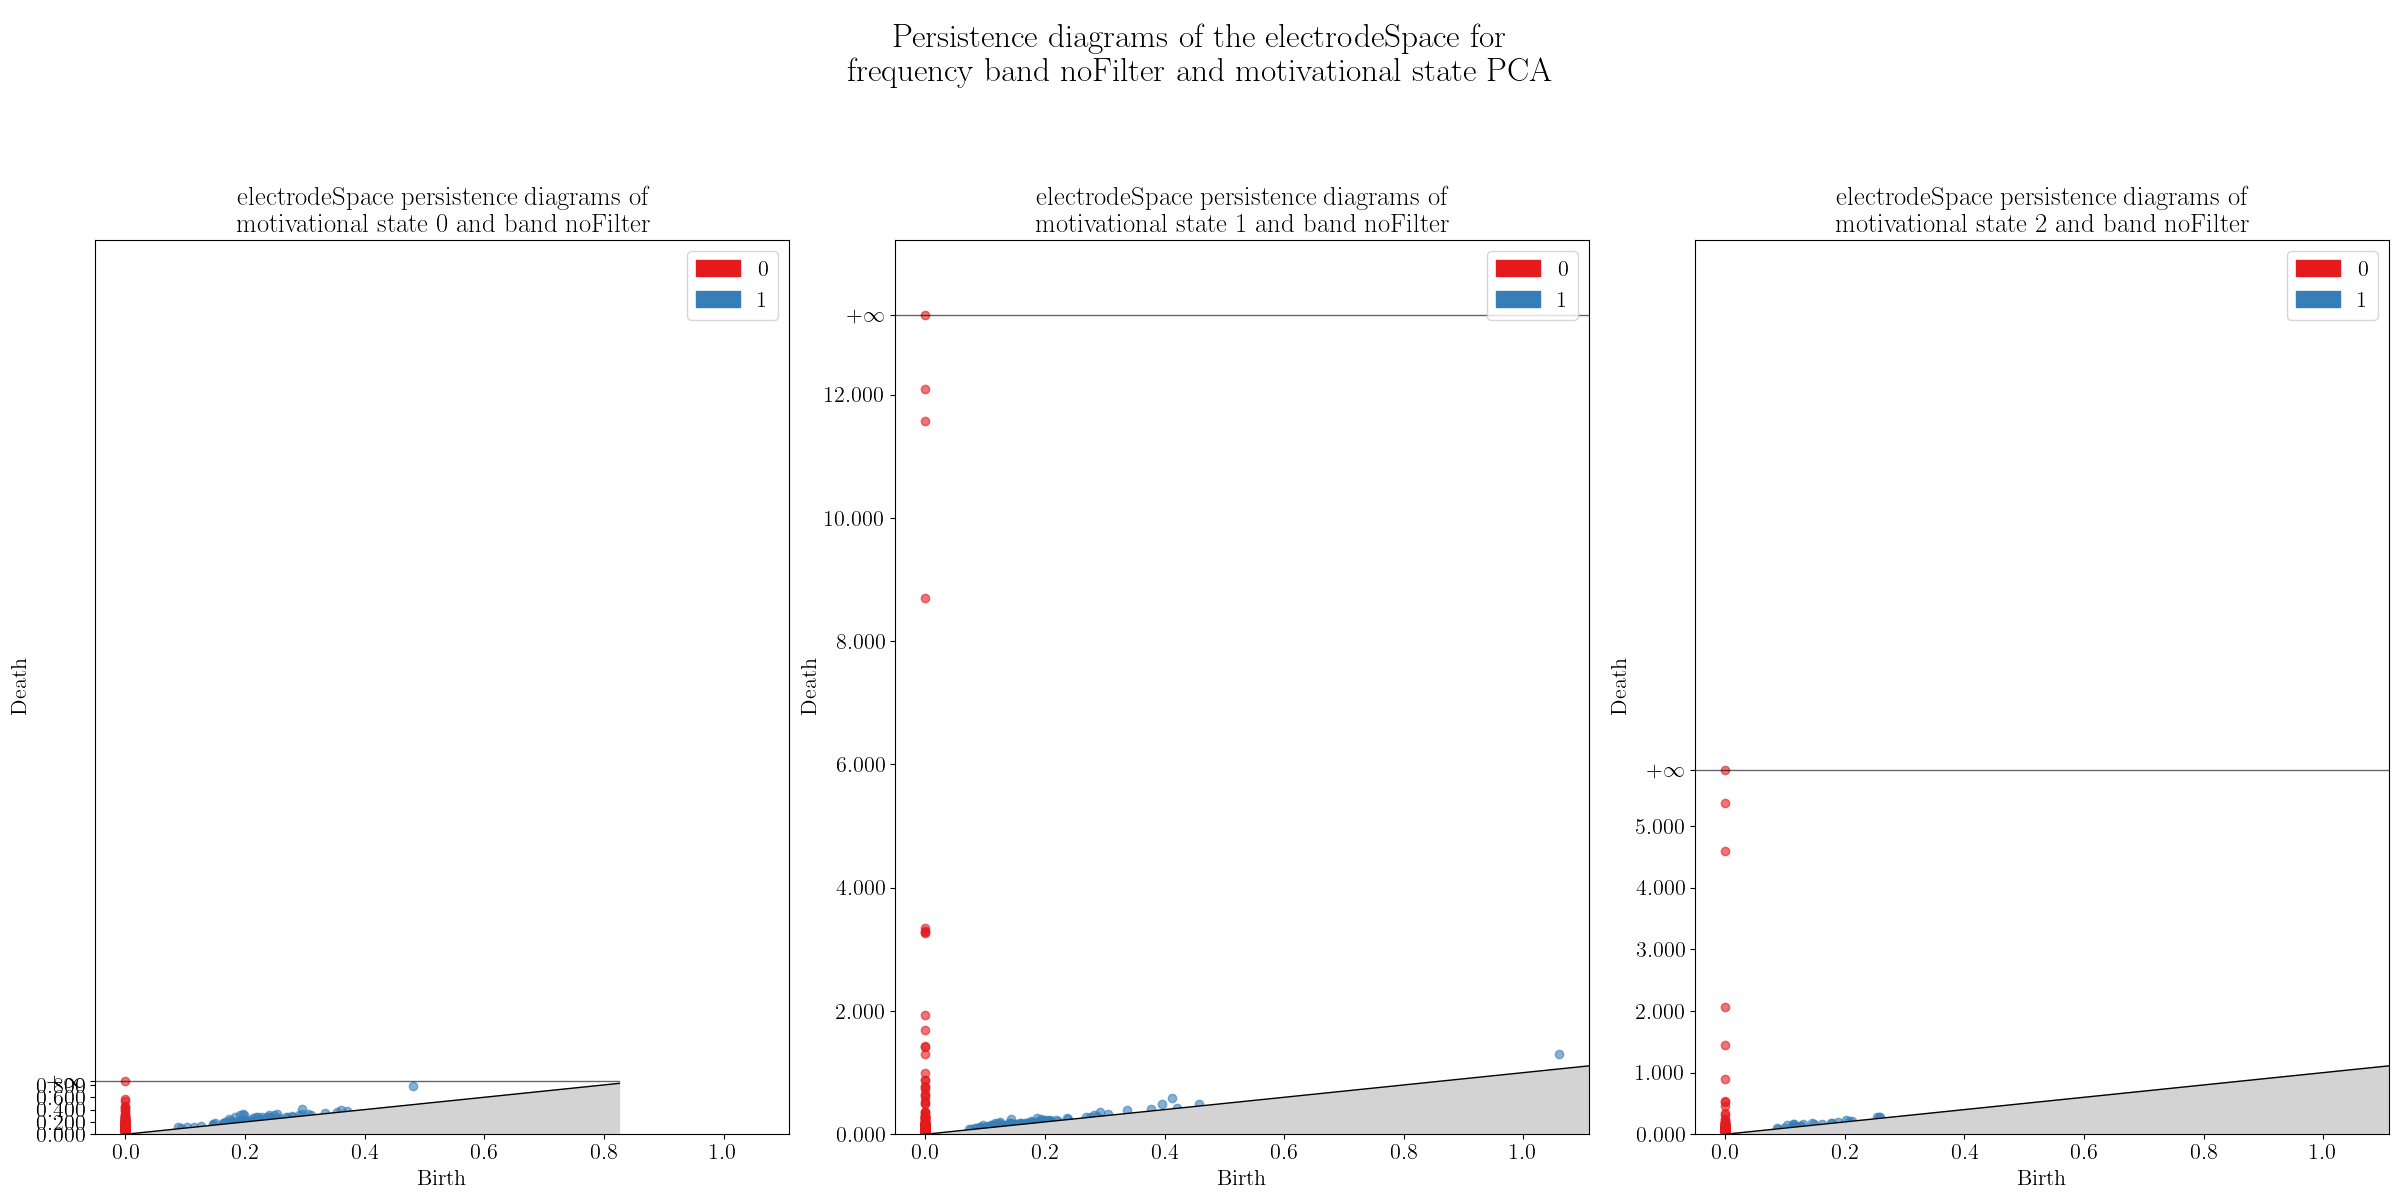 Persistence diagrams of the electrodeSpace for
frequency band noFilter and motivational state PCA
electrodeSpace persistence diagrams of
motivational state 0 and band noFilter
0
1
Death
0.800
0.600
0.400
0.200
0.000
0.0 0.2 0.4 0.6 0.8 1.0
Birth
electrodeSpace persistence diagrams of
motivational state 1 and band noFilter
0
1
+∞
12.000
10.000
8.000
6.000
4.000
2.000
0.000
Death
0.0 0.2 0.4 0.6 0.8 1.0
Birth
electrodeSpace persistence diagrams of
motivational state 2 and band noFilter
0
1
+∞
5.000
4.000
3.000
2.000
1.000
0.000
Death
0.0 0.2 0.4 0.6 0.8 1.0
Birth